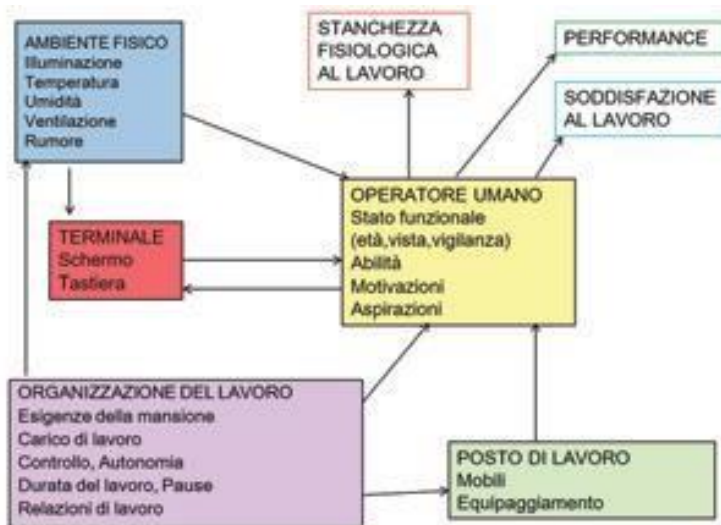 AMBIENTE FISICO
Illuminazione
Temperatura
Umidità
Ventilazione
Rumore
STANCHEZZA
FISIOLOGICA
AL LAVORO
PERFORMANCE
SODDISFAZIONE
AL LAVORO
OPERATORE UMANO
Stato funzionale
(età,vista,vigilanza)
Abilità
Motivazioni
Aspirazioni
TERMINALE
Schermo
Tastiera
ORGANIZZAZIONE DEL LAVORO
Esigenze della mansione
Carico di lavoro
Controllo, Autonomia
Durata del lavoro, Pause
Relazioni di lavoro
POSTO DI LAVORO
Mobili
Equipaggiamento